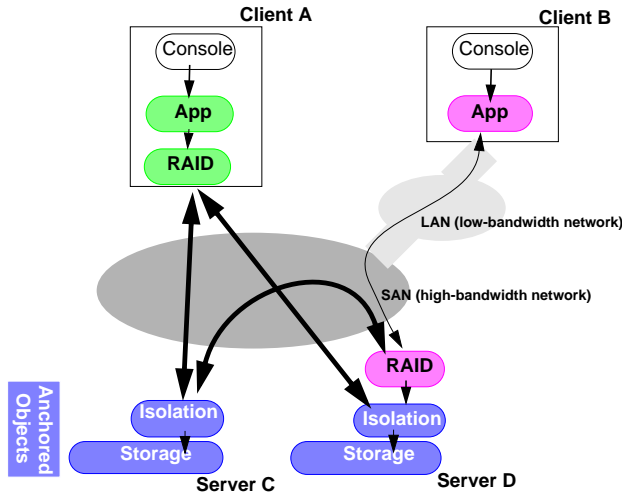 Client A
Client B
Console
Console
App
App
RAID
LAN (low-bandwidth network)
SAN (high-bandwidth network)
RAID
Anchored
Objects
Isolation
Isolation
Storage
Storage
Server C
Server D